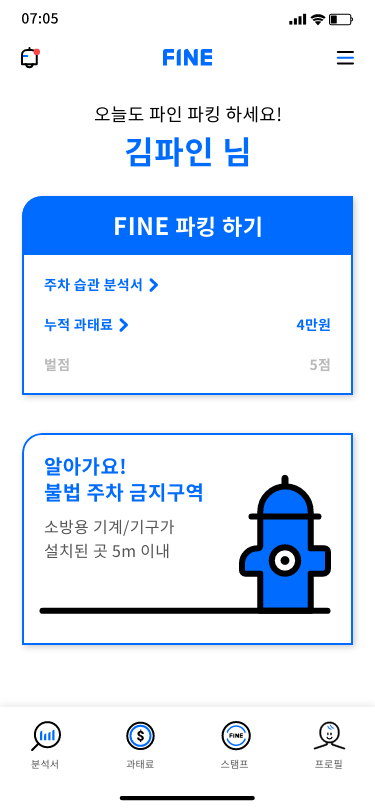 07:05
FINE
오늘도 파인 파킹 하세요!
김파인 님
FINE 파킹 하기
주차 습관 분석서
누적 과태료 4만원
벌점 5점
알아가요!
불법 주차 금지구역
소방용 기계/기구가
설치된 곳 5m 이내
$ FINE
분석서 과태료 스탬프 프로필